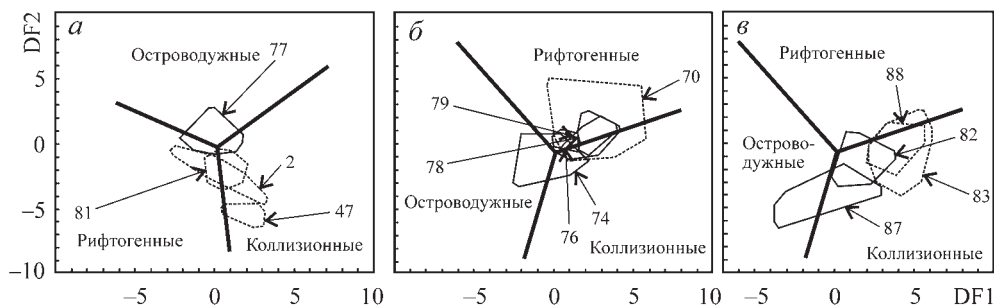 DF2
а
Островодужные
77
5
0
–5
–10
2
81
47
Рифтогенные
Коллизионные
–5 0 5 10
б
Рифтогенные
70
79
78
Островодужные
74
76
Коллизионные
–5 0 5 10
в
Рифтогенные
88
Острово-
дужные
82
83
87
Коллизионные
–5 0 5 DF1